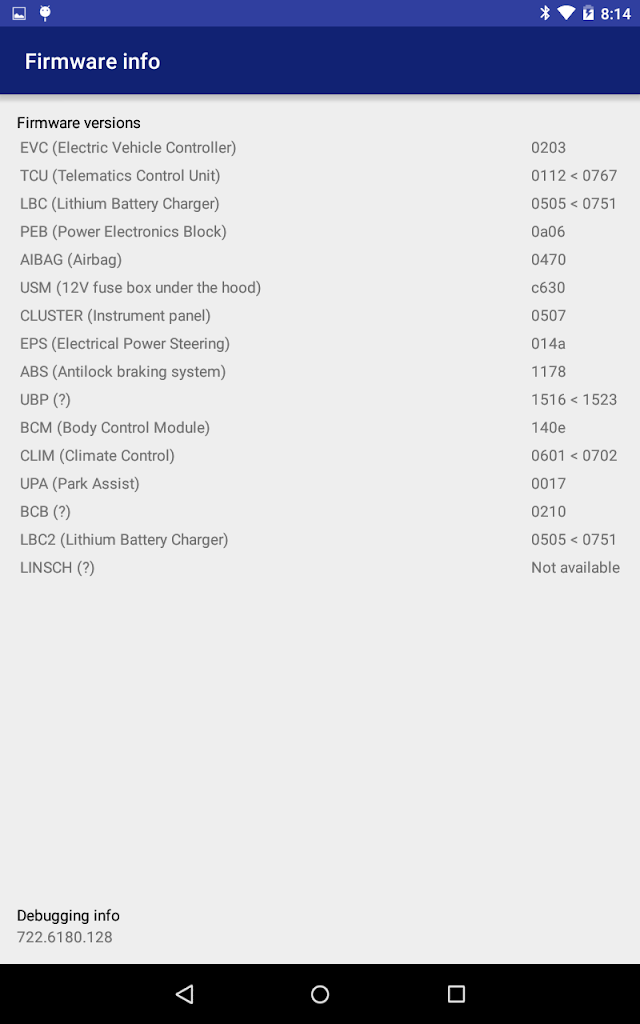 8:14
Firmware info
Firmware versions
EVC (Electric Vehicle Controller) 0203
TCU (Telematics Control Unit) 0112 < 0767
LBC (Lithium Battery Charger) 0505 < 0751
PEB (Power Electronics Block) 0a06
AIBAG (Airbag) 0470
USM (12V fuse box under the hood) c630
CLUSTER (Instrument panel) 0507
EPS (Electrical Power Steering) 014a
ABS (Antilock braking system) 1178
UBP (?) 1516 < 1523
BCM (Body Control Module) 140e
CLIM (Climate Control) 0601 < 0702
UPA (Park Assist) 0017
BCB (?) 0210
LBC2 (Lithium Battery Charger) 0505 < 0751
LINSCH (?) Not available
Debugging info
722.6180.128